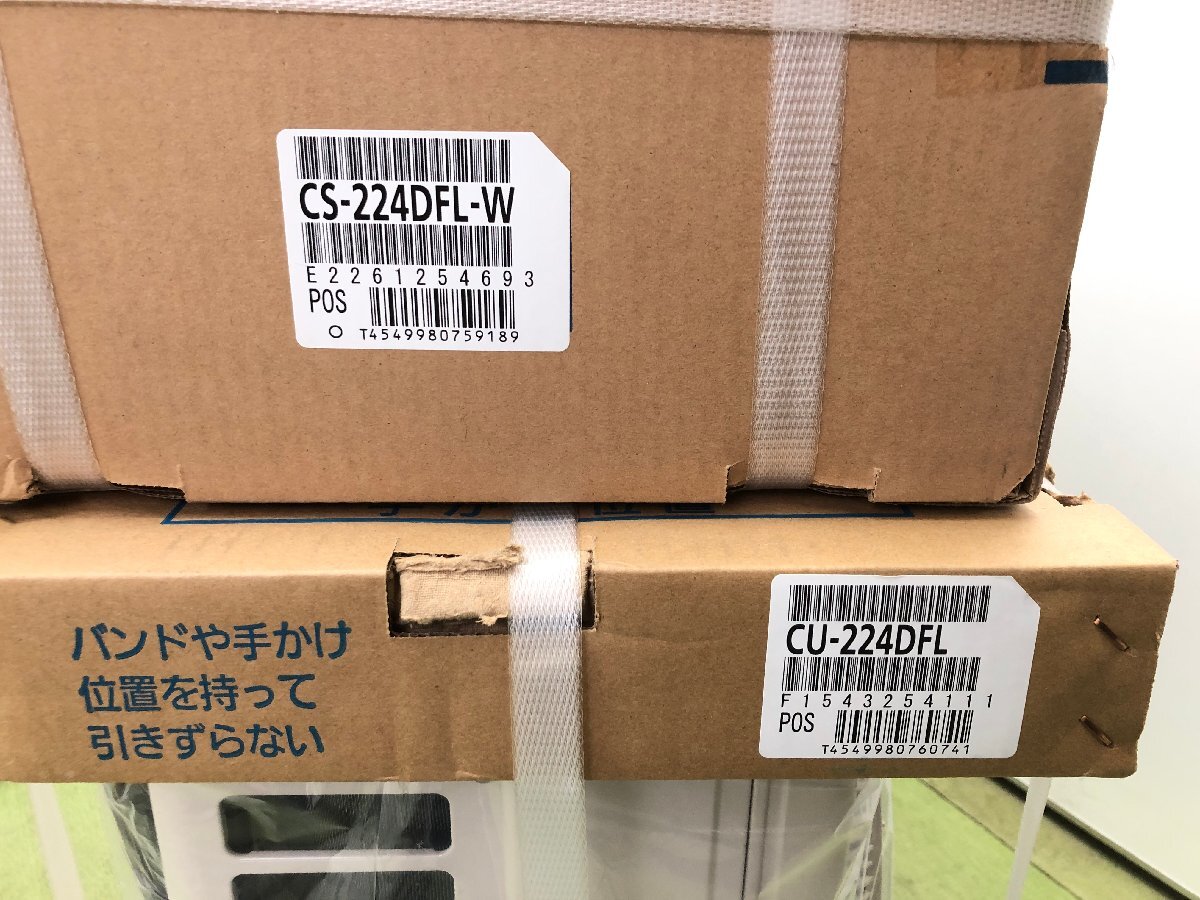 CS-224DFL-W
E2261254693
POS
T4549980759189
バンドや手かけ
位置を持って
引きずらない
CU-224DFL
F1543254111
POS
T4549980760741